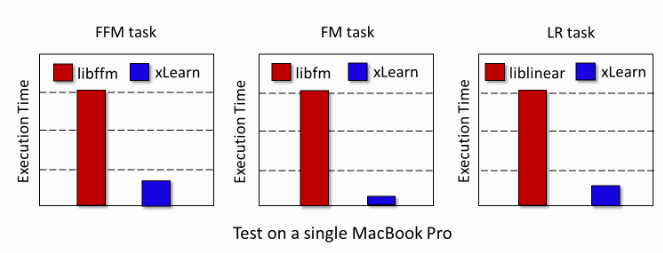 FFM task
libffm xLearn
Execution Time
FM task
libfm xLearn
Execution Time
LR task
liblinear xLearn
Execution Time
Test on a single MacBook Pro